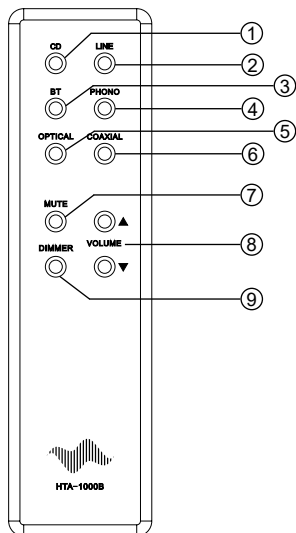 CD LINE ①
②
BT ③
PHONO ④
OPTICAL COAXIAL ⑤
⑥
MUTE ⑦
▲
VOLUME ⑧
DIMMER ▼
⑨
HTA-1000B